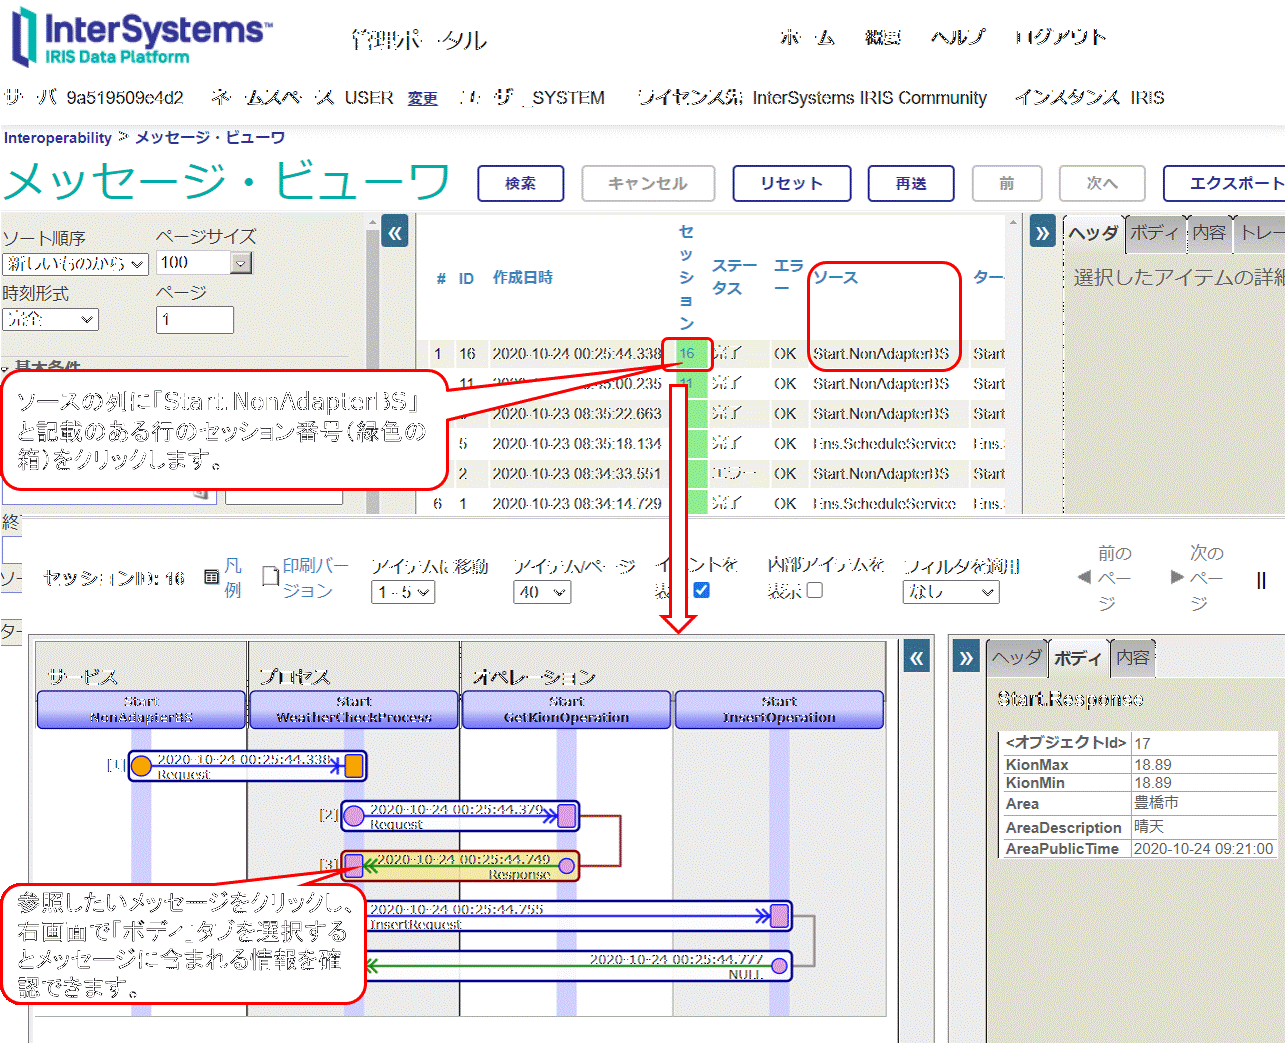 InterSystems™
IRIS Data Platform
管理ポータル
ホーム 概要 ヘルプ ログアウト
サーバ 9a519509e4d2 ネームスペース USER 変更 ユーザ _SYSTEM ライセンス先 InterSystems IRIS Community インスタンス IRIS
Interoperability > メッセージ・ビューワ
メッセージ・ビューワ
検索 キャンセル リセット 再送 前 次へ エクスポート
ソート順序 ページサイズ
新しいものから 100
時刻形式 ページ
完全 1
基本条件
« »
# ID 作成日時 セッション ステータス エラー ソース ター
1 16 2020-10-24 00:25:44.338 16 完了 OK Start.NonAdapterBS Start
11 00.235 11 完了 OK Start.NonAdapterBS Start
2020-10-23 08:35:22.663 完了 OK Start.NonAdapterBS Start
5 2020-10-23 08:35:18.134 完了 OK Ens.ScheduleService Ens.
2 2020-10-23 08:34:33.551 エラー OK Start.NonAdapterBS Start
6 1 2020-10-23 08:34:14.729 完了 OK Ens.ScheduleService Ens.
ヘッダ ボディ 内容 トレー
選択したアイテムの詳細
ソースの列に「Start.NonAdapterBS」
と記載のある行のセッション番号（緑色の
箱）をクリックします。
終
ソー
ター
セッションID: 16 凡例 印刷バージョン
アイテムに移動 アイテム/ページ イベントを表示 内部アイテムを表示 フィルタを適用
1 - 5 40 なし
前のページ 次のページ
サービス プロセス オペレーション
Start
NonAdapterBS
Start
WeatherCheckProcess
Start
GetKionOperation
Start
InsertOperation
[1] 2020-10-24 00:25:44.338
Request
[2] 2020-10-24 00:25:44.379
Request
[3] 2020-10-24 00:25:44.749
Response
2020-10-24 00:25:44.755
InsertRequest
2020-10-24 00:25:44.777
NULL
参照したいメッセージをクリックし、
右画面で「ボディ」タブを選択する
とメッセージに含まれる情報を確
認できます。
« »
ヘッダ ボディ 内容
Start.Response
<オブジェクトId> 17
KionMax 18.89
KionMin 18.89
Area 豊橋市
AreaDescription 晴天
AreaPublicTime 2020-10-24 09:21:00